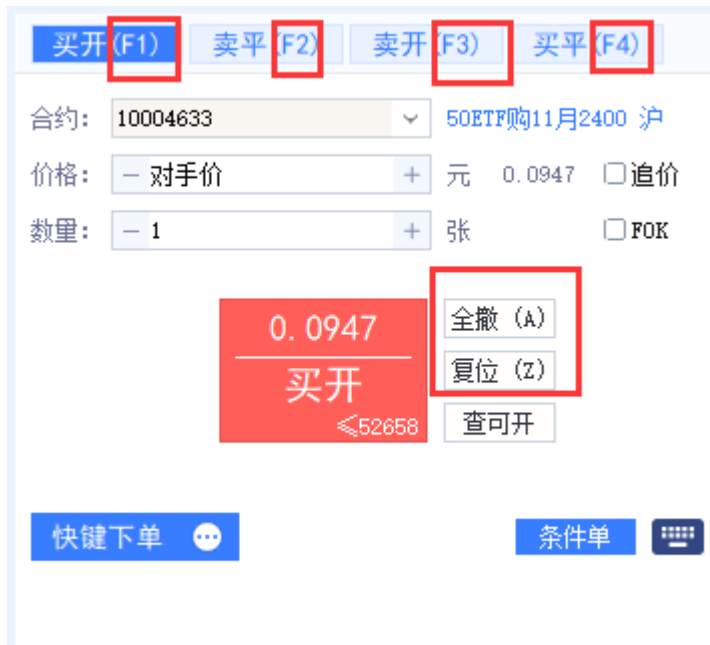 买开(F1) 卖平(F2) 卖开(F3) 买平(F4)
合约: 10004633 50ETF购11月2400 沪
价格: － 对手价 + 元 0.0947 追价
数量: － 1 + 张 FOK
0.0947
买开
≤52658
全撤 (A)
复位 (Z)
查可开
快键下单
条件单